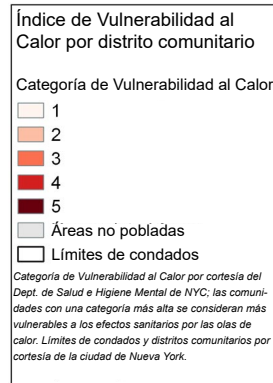 Índice de Vulnerabilidad al
Calor por distrito comunitario
Categoría de Vulnerabilidad al Calor
1
2
3
4
5
Áreas no pobladas
Límites de condados
Categoría de Vulnerabilidad al Calor por cortesía del
Dept. de Salud e Higiene Mental de NYC; las comuni-
dades con una categoría más alta se consideran más
vulnerables a los efectos sanitarios por las olas de
calor. Límites de condados y distritos comunitarios por
cortesía de la ciudad de Nueva York.